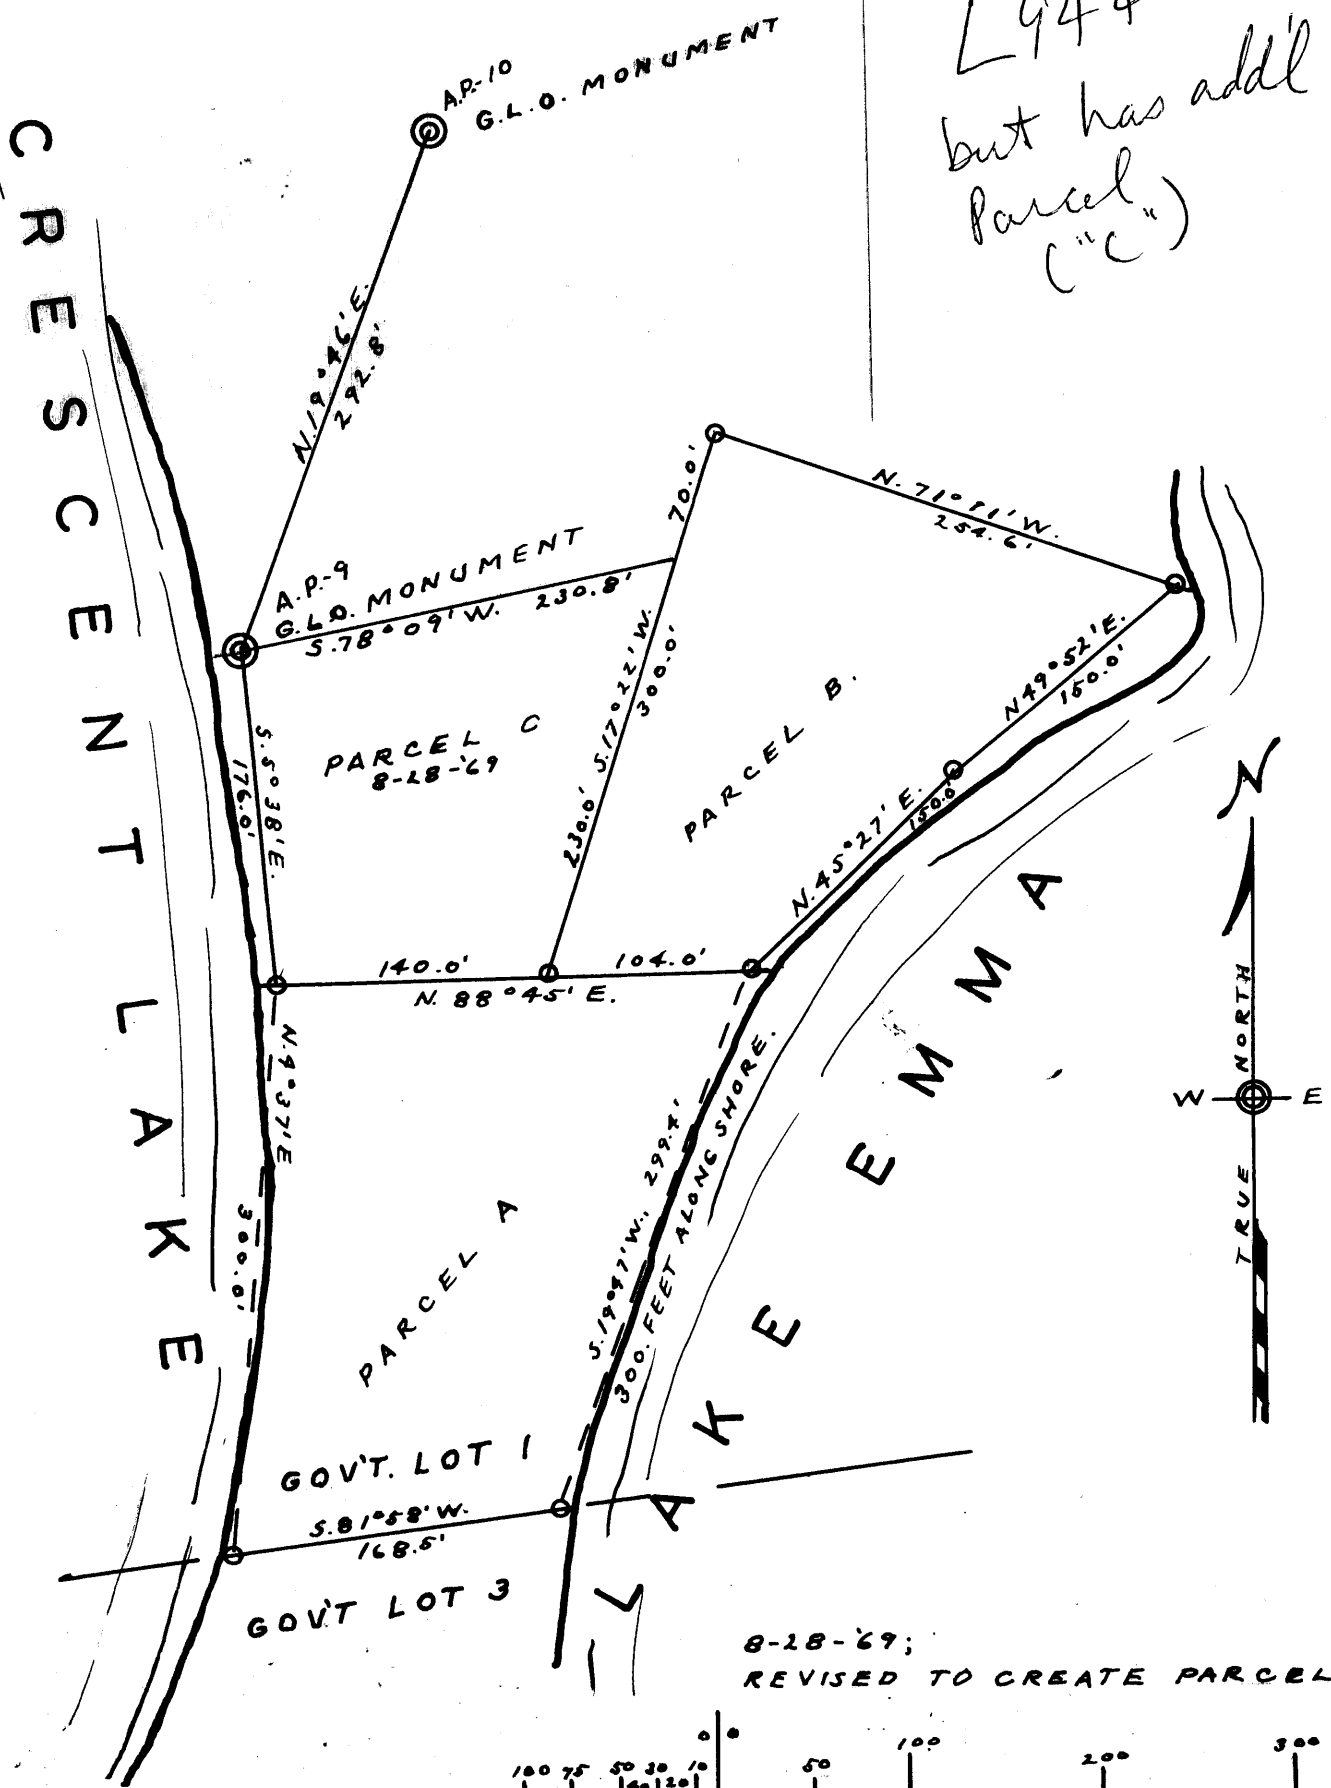 L944
but has add'l
Parcel
("C")
A.P.-10
G.L.O. MONUMENT
CRESCENT LAKE
N.19°46'E.
292.8'
70.0'
N. 71°11' W.
254.6'
A.P.-9
G.L.O. MONUMENT
S.78°09'W. 230.8'
S.17°22'W.
300.0'
230.0'
N49°52'E.
150.0'
PARCEL C
8-28-'69
PARCEL B.
S.5°38'E.
176.0'
N.45°27'E.
150.0'
140.0'
104.0'
N. 88°45' E.
N.4°37'E
300.0'
S.19°47'W., 299.4'
300. FEET ALONG SHORE.
PARCEL A
LAKE EMMA
N
TRUE NORTH
W E
GOV'T. LOT 1
S.81°58'W.
168.5'
GOV'T LOT 3
8-28-'69;
REVISED TO CREATE PARCEL
100 75 50 30 10 0 0 50 100 200 300
40 20